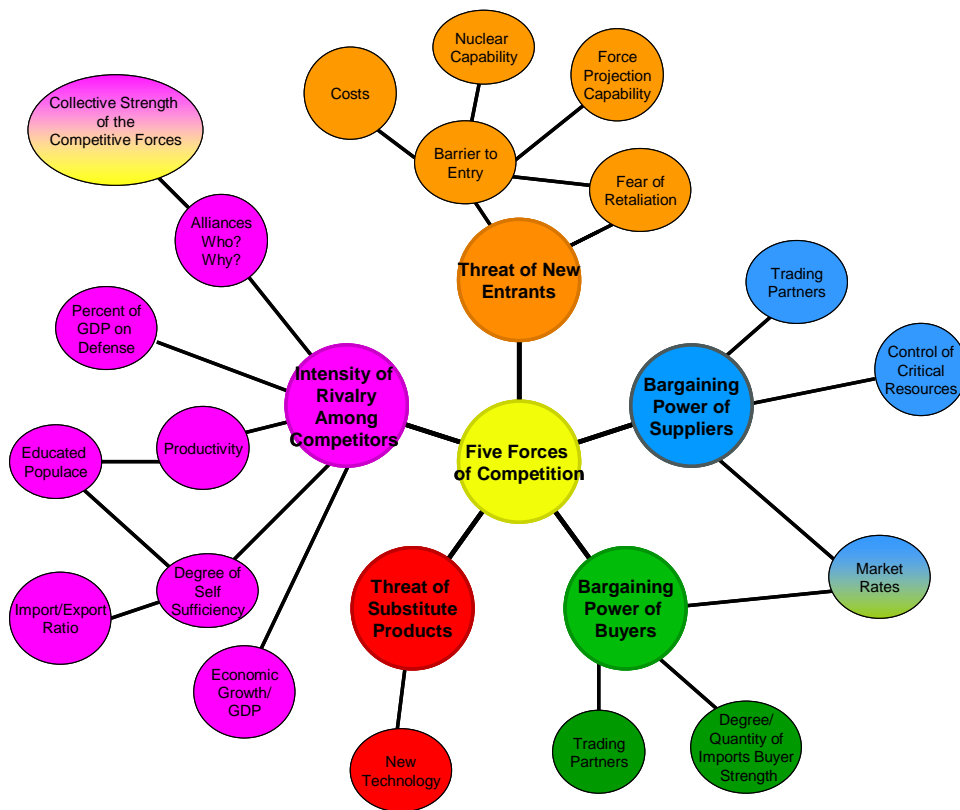 Nuclear
Capability
Force
Projection
Capability
Costs
Collective Strength
of the
Competitive Forces
Barrier to
Entry
Fear of
Retaliation
Alliances
Who?
Why?
Threat of New
Entrants
Trading
Partners
Percent of
GDP on
Defense
Control of
Critical
Resources
Intensity of
Rivalry
Among
Competitors
Bargaining
Power of
Suppliers
Educated
Populace
Productivity
Five Forces
of Competition
Import/Export
Ratio
Degree of
Self
Sufficiency
Threat of
Substitute
Products
Bargaining
Power of
Buyers
Market
Rates
Economic
Growth/
GDP
New
Technology
Trading
Partners
Degree/
Quantity of
Imports Buyer
Strength